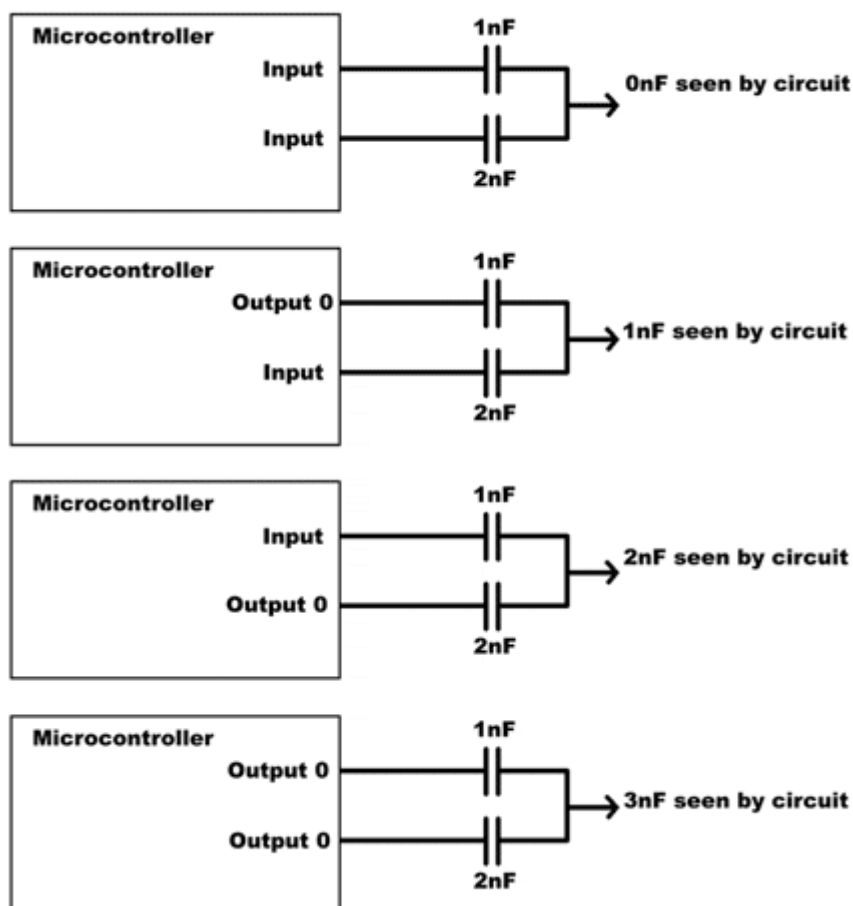 Microcontroller
1nF
Input
0nF seen by circuit
Input
2nF
Microcontroller
1nF
Output 0
1nF seen by circuit
Input
2nF
Microcontroller
1nF
Input
2nF seen by circuit
Output 0
2nF
Microcontroller
1nF
Output 0
3nF seen by circuit
Output 0
2nF